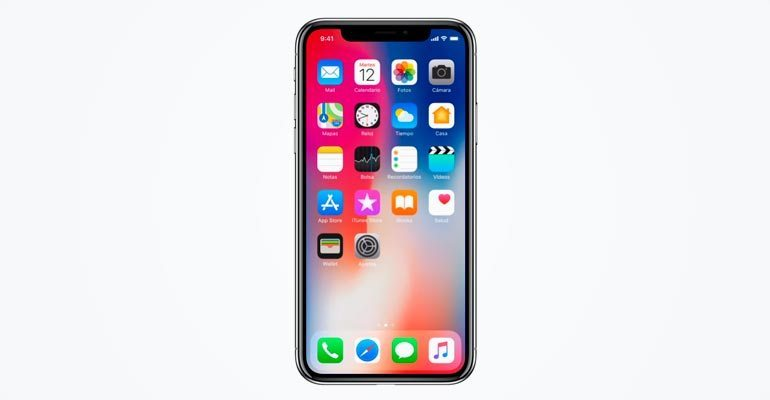 9:41
Martes
12
Mail Calendario Fotos Cámara
Mapas Reloj Tiempo Casa
Notas Bolsa Recordatorios Vídeos
App Store iTunes Store iBooks Salud
Wallet Ajustes